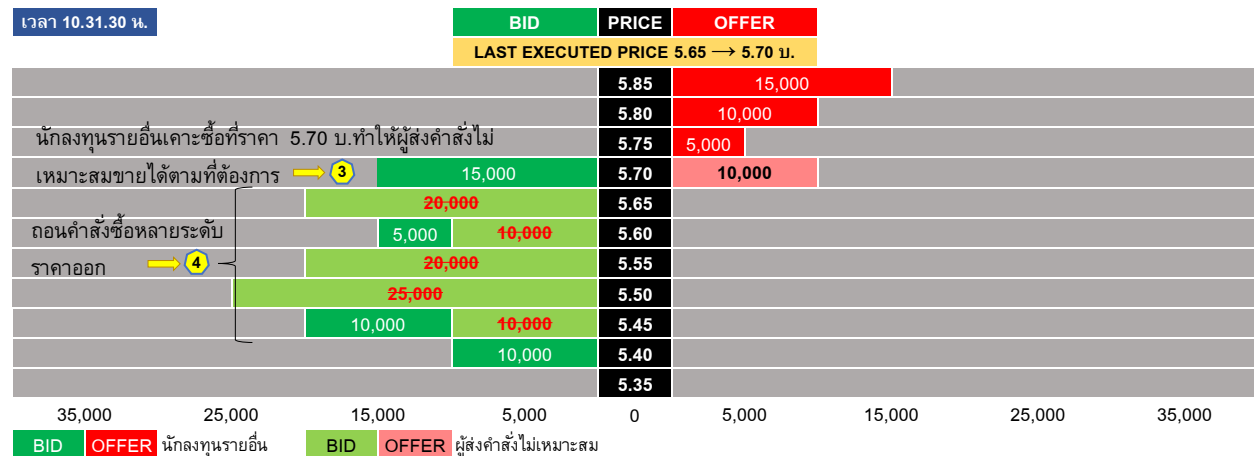 เวลา 10.31.30 น.
BID PRICE OFFER
LAST EXECUTED PRICE 5.65 → 5.70 บ.
5.85 15,000
5.80 10,000
นักลงทุนรายอื่นเคาะซื้อที่ราคา 5.70 บ.ทำให้ผู้ส่งคำสั่งไม่ 5.75 5,000
เหมาะสมขายได้ตามที่ต้องการ 3 15,000 5.70 10,000
20,000 5.65
ถอนคำสั่งซื้อหลายระดับ 5,000 10,000 5.60
ราคาออก 4 20,000 5.55
25,000 5.50
10,000 10,000 5.45
10,000 5.40
5.35
35,000 25,000 15,000 5,000 0 5,000 15,000 25,000 35,000
BID OFFER นักลงทุนรายอื่น BID OFFER ผู้ส่งคำสั่งไม่เหมาะสม